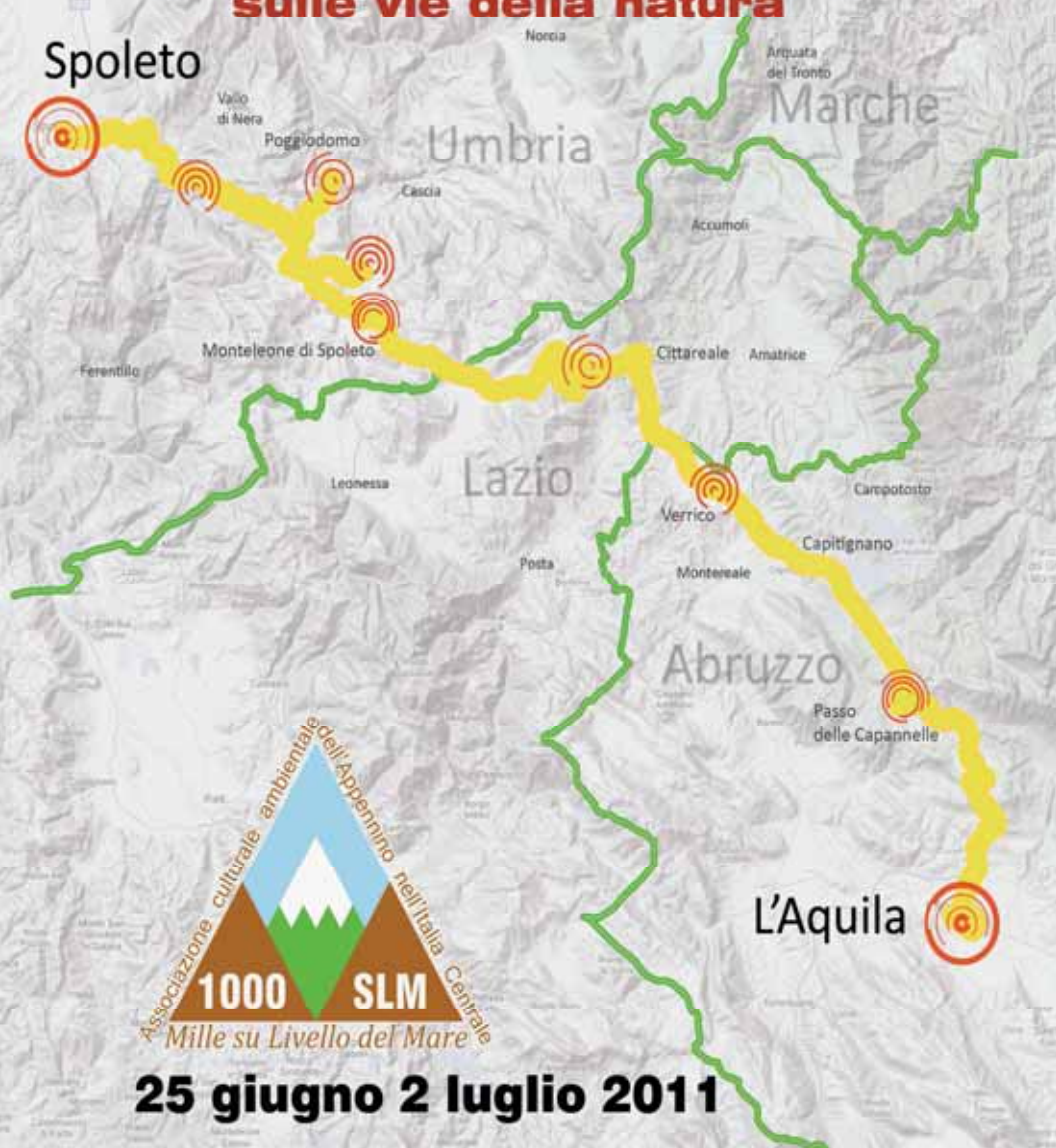 sulle vie della natura
Norcia
Spoleto
Arquata
del Tronto
Vallo
di Nera
Marche
Poggiodomo
Umbria
Cascia
Accumoli
Monteleone di Spoleto
Cittareale
Amatrice
Ferentillo
Lazio
Leonessa
Campotosto
Verrico
Capitignano
Posta
Montereale
Abruzzo
Passo
delle Capannelle
L'Aquila
Associazione culturale ambientale dell'Appennino nell'Italia Centrale
1000 SLM
Mille su Livello del Mare
25 giugno 2 luglio 2011